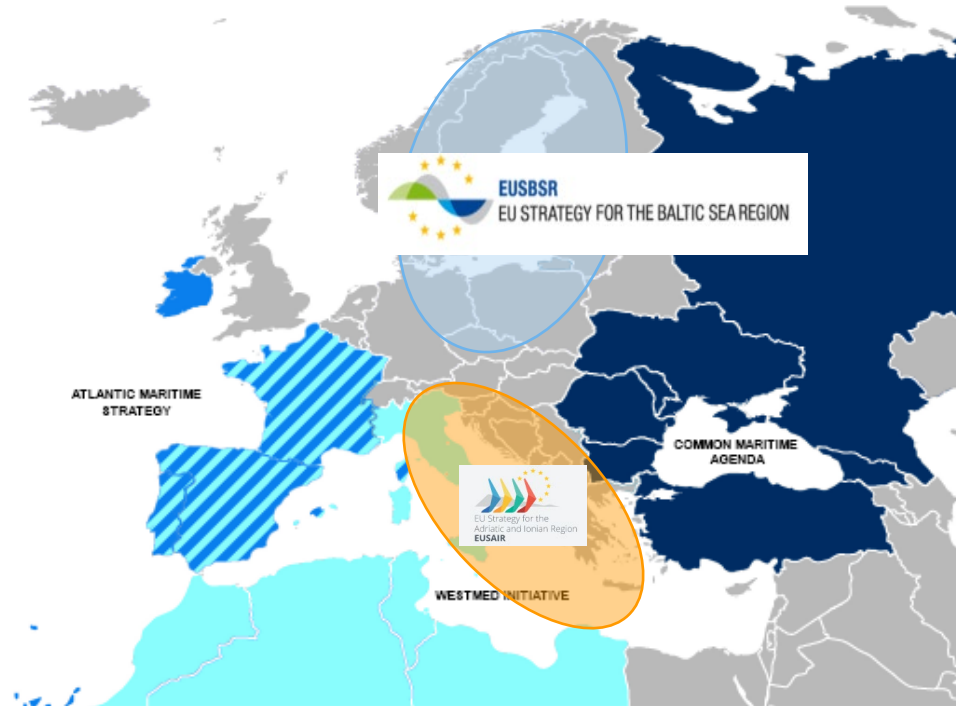 EUSBSR
EU STRATEGY FOR THE BALTIC SEA REGION
ATLANTIC MARITIME
STRATEGY
COMMON MARITIME
AGENDA
EU Strategy for the
Adriatic and Ionian Region
EUSAIR
WESTMED INITIATIVE